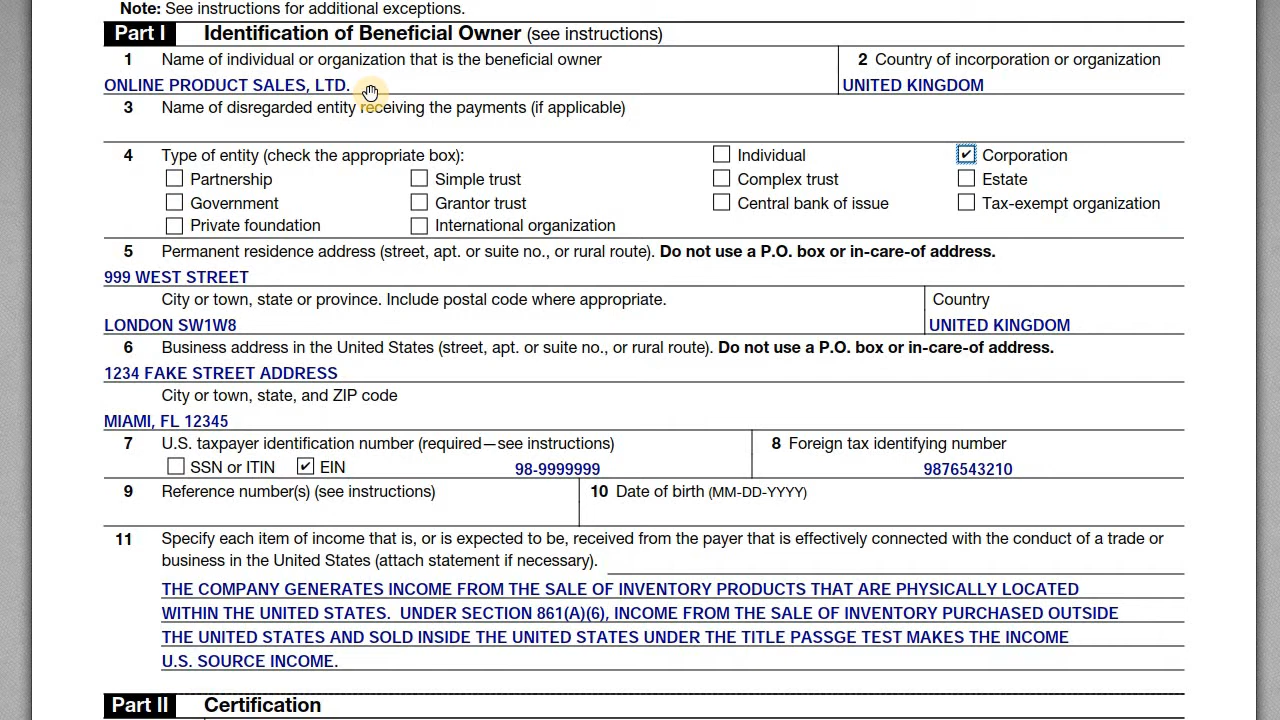 Note: See instructions for additional exceptions.
Part I Identification of Beneficial Owner (see instructions)
1 Name of individual or organization that is the beneficial owner
2 Country of incorporation or organization
ONLINE PRODUCT SALES, LTD.
UNITED KINGDOM
3 Name of disregarded entity receiving the payments (if applicable)
4 Type of entity (check the appropriate box):
Individual
Corporation
Partnership
Simple trust
Complex trust
Estate
Government
Grantor trust
Central bank of issue
Tax-exempt organization
Private foundation
International organization
5 Permanent residence address (street, apt. or suite no., or rural route). Do not use a P.O. box or in-care-of address.
999 WEST STREET
City or town, state or province. Include postal code where appropriate.
Country
LONDON SW1W8
UNITED KINGDOM
6 Business address in the United States (street, apt. or suite no., or rural route). Do not use a P.O. box or in-care-of address.
1234 FAKE STREET ADDRESS
City or town, state, and ZIP code
MIAMI, FL 12345
7 U.S. taxpayer identification number (required—see instructions)
8 Foreign tax identifying number
SSN or ITIN
EIN
98-9999999
9876543210
9 Reference number(s) (see instructions)
10 Date of birth (MM-DD-YYYY)
11 Specify each item of income that is, or is expected to be, received from the payer that is effectively connected with the conduct of a trade or
business in the United States (attach statement if necessary).
THE COMPANY GENERATES INCOME FROM THE SALE OF INVENTORY PRODUCTS THAT ARE PHYSICALLY LOCATED
WITHIN THE UNITED STATES. UNDER SECTION 861(A)(6), INCOME FROM THE SALE OF INVENTORY PURCHASED OUTSIDE
THE UNITED STATES AND SOLD INSIDE THE UNITED STATES UNDER THE TITLE PASSGE TEST MAKES THE INCOME
U.S. SOURCE INCOME.
Part II Certification